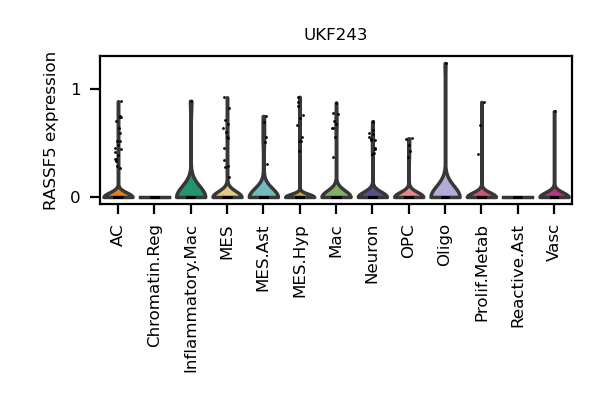 UKF243
RASSF5 expression
1
0
AC
Chromatin.Reg
Inflammatory.Mac
MES
MES.Ast
MES.Hyp
Mac
Neuron
OPC
Oligo
Prolif.Metab
Reactive.Ast
Vasc